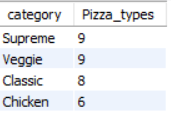 category Pizza_types
Supreme 9
Veggie 9
Classic 8
Chicken 6